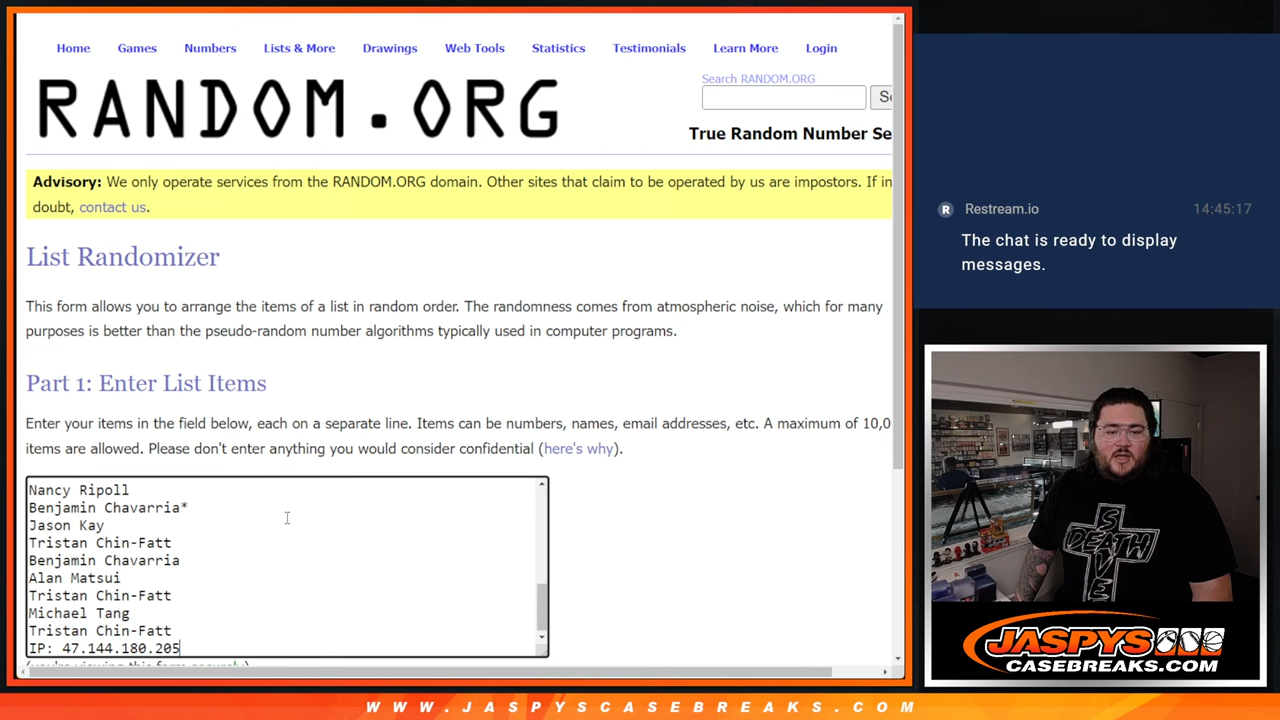 Home Games Numbers Lists & More Drawings Web Tools Statistics Testimonials Learn More Login
RANDOM.ORG
Search RANDOM.ORG
True Random Number Se
Advisory: We only operate services from the RANDOM.ORG domain. Other sites that claim to be operated by us are impostors. If in
doubt, contact us.
List Randomizer
This form allows you to arrange the items of a list in random order. The randomness comes from atmospheric noise, which for many
purposes is better than the pseudo-random number algorithms typically used in computer programs.
Part 1: Enter List Items
Enter your items in the field below, each on a separate line. Items can be numbers, names, email addresses, etc. A maximum of 10,0
items are allowed. Please don't enter anything you would consider confidential (here's why).
Nancy Ripoll
Benjamin Chavarria*
Jason Kay
Tristan Chin-Fatt
Benjamin Chavarria
Alan Matsui
Tristan Chin-Fatt
Michael Tang
Tristan Chin-Fatt
IP: 47.144.180.205
(you're viewing this form securely)
R Restream.io 14:45:17
The chat is ready to display
messages.
DEATH
SAVES
JASPYS
CASEBREAKS.COM
WWW.JASPYSCASEBREAKS.COM